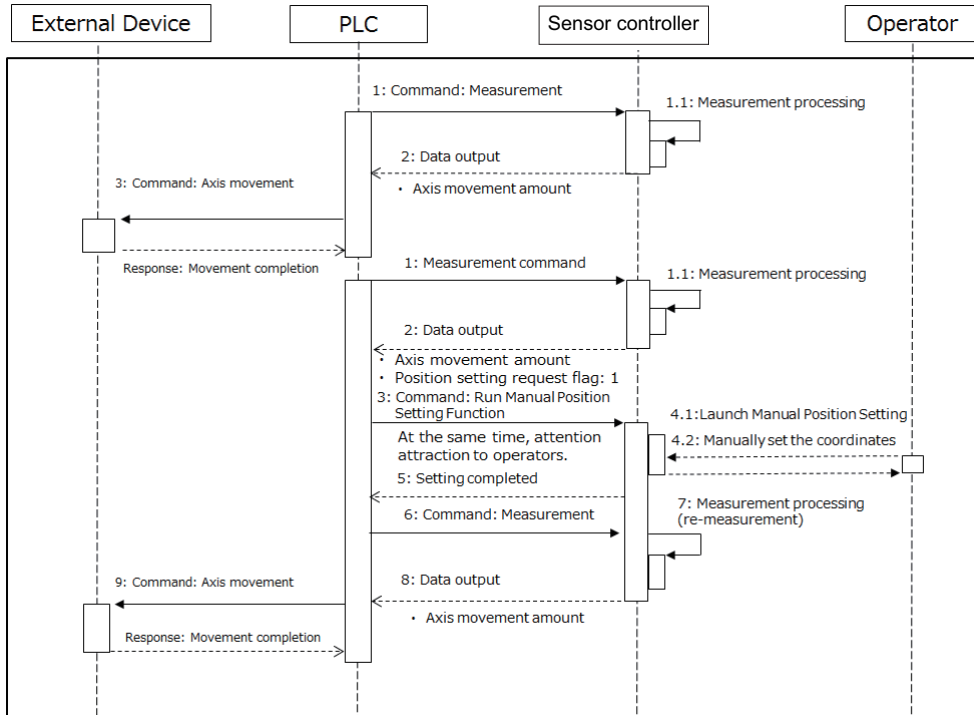 External Device
PLC
Sensor controller
Operator
1: Command: Measurement
1.1: Measurement processing
2: Data output
・ Axis movement amount
3: Command: Axis movement
Response: Movement completion
1: Measurement command
1.1: Measurement processing
2: Data output
・ Axis movement amount
・ Position setting request flag: 1
3: Command: Run Manual Position
Setting Function
At the same time, attention
attraction to operators.
4.1:Launch Manual Position Setting
4.2: Manually set the coordinates
5: Setting completed
6: Command: Measurement
7: Measurement processing
(re-measurement)
8: Data output
・ Axis movement amount
9: Command: Axis movement
Response: Movement completion